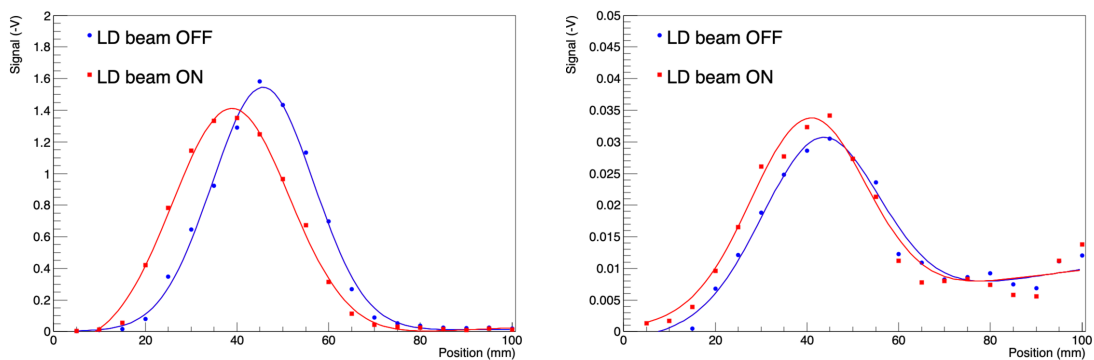 Signal (-V)
2
1.8
1.6
1.4
1.2
1
0.8
0.6
0.4
0.2
0
LD beam OFF
LD beam ON
0 20 40 60 80 100
Position (mm)
Signal (-V)
0.05
0.045
0.04
0.035
0.03
0.025
0.02
0.015
0.01
0.005
0
LD beam OFF
LD beam ON
0 20 40 60 80 100
Position (mm)